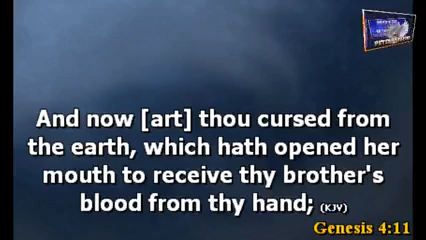 And now [art] thou cursed from
the earth, which hath opened her
mouth to receive thy brother's
blood from thy hand; (KJV)
Genesis 4:11